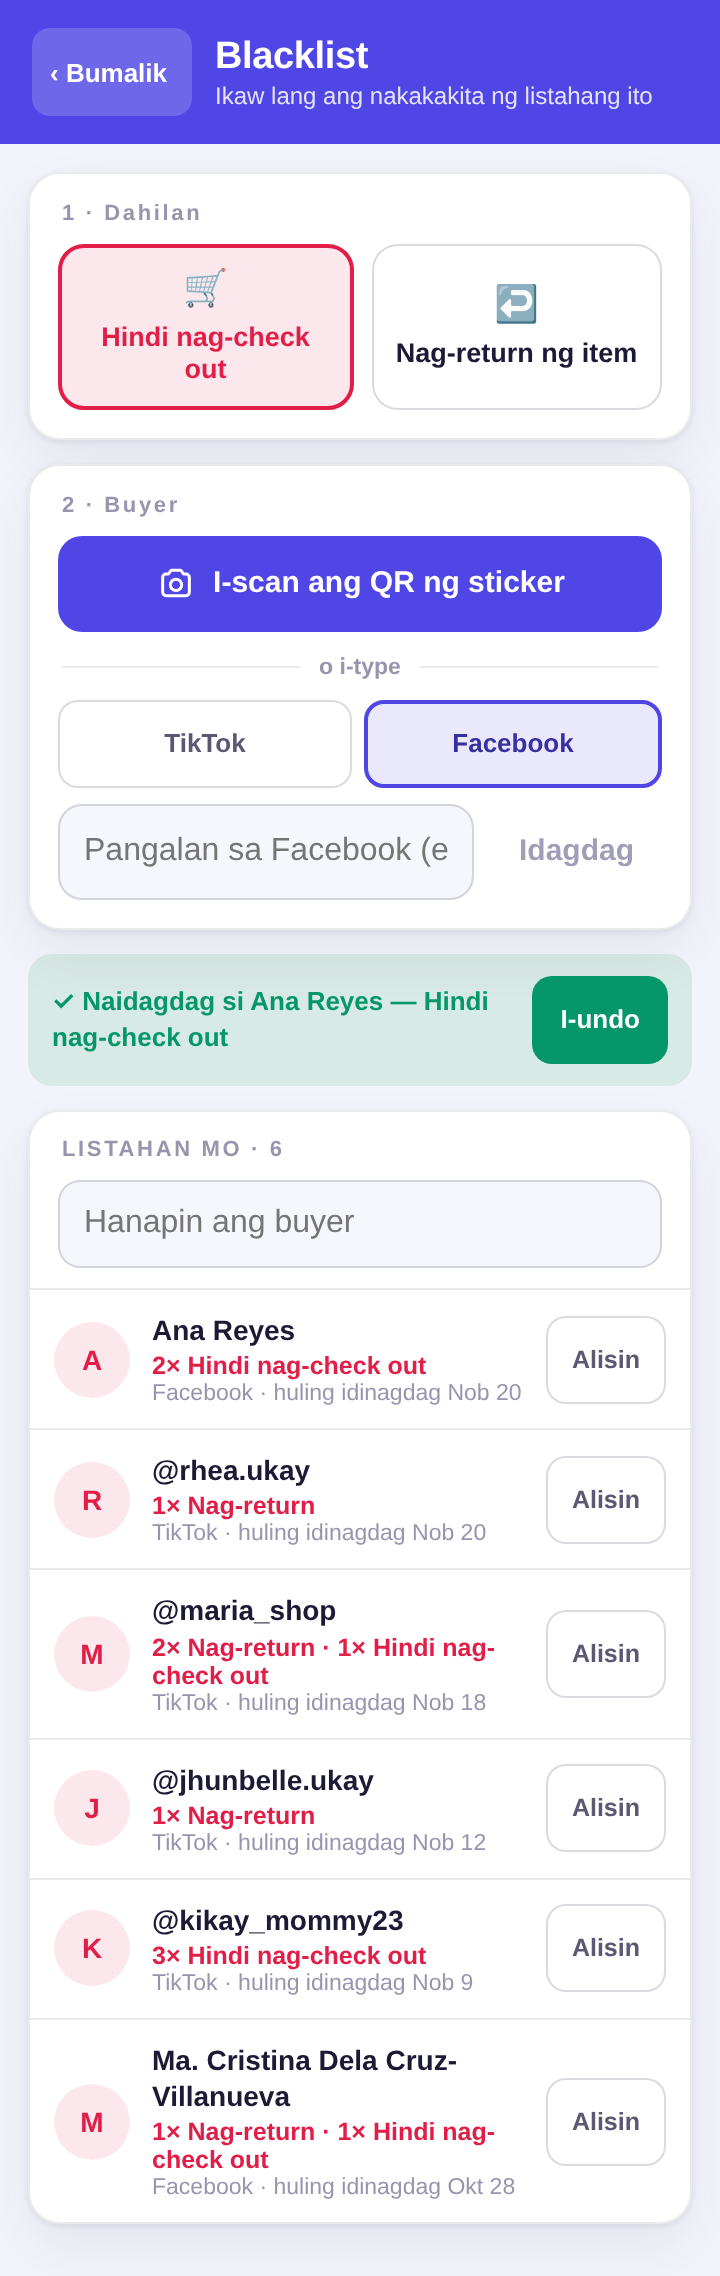 ‹ Bumalik
Blacklist
Ikaw lang ang nakakakita ng listahang ito
1 · Dahilan
Hindi nag-check
out
Nag-return ng item
2 · Buyer
I-scan ang QR ng sticker
o i-type
TikTok
Facebook
Pangalan sa Facebook (e
Idagdag
✓ Naidagdag si Ana Reyes — Hindi
nag-check out
I-undo
LISTAHAN MO · 6
Hanapin ang buyer
A
Ana Reyes
2× Hindi nag-check out
Facebook · huling idinagdag Nob 20
Alisin
R
@rhea.ukay
1× Nag-return
TikTok · huling idinagdag Nob 20
Alisin
M
@maria_shop
2× Nag-return · 1× Hindi nag-
check out
TikTok · huling idinagdag Nob 18
Alisin
J
@jhunbelle.ukay
1× Nag-return
TikTok · huling idinagdag Nob 12
Alisin
K
@kikay_mommy23
3× Hindi nag-check out
TikTok · huling idinagdag Nob 9
Alisin
M
Ma. Cristina Dela Cruz-
Villanueva
1× Nag-return · 1× Hindi nag-
check out
Facebook · huling idinagdag Okt 28
Alisin